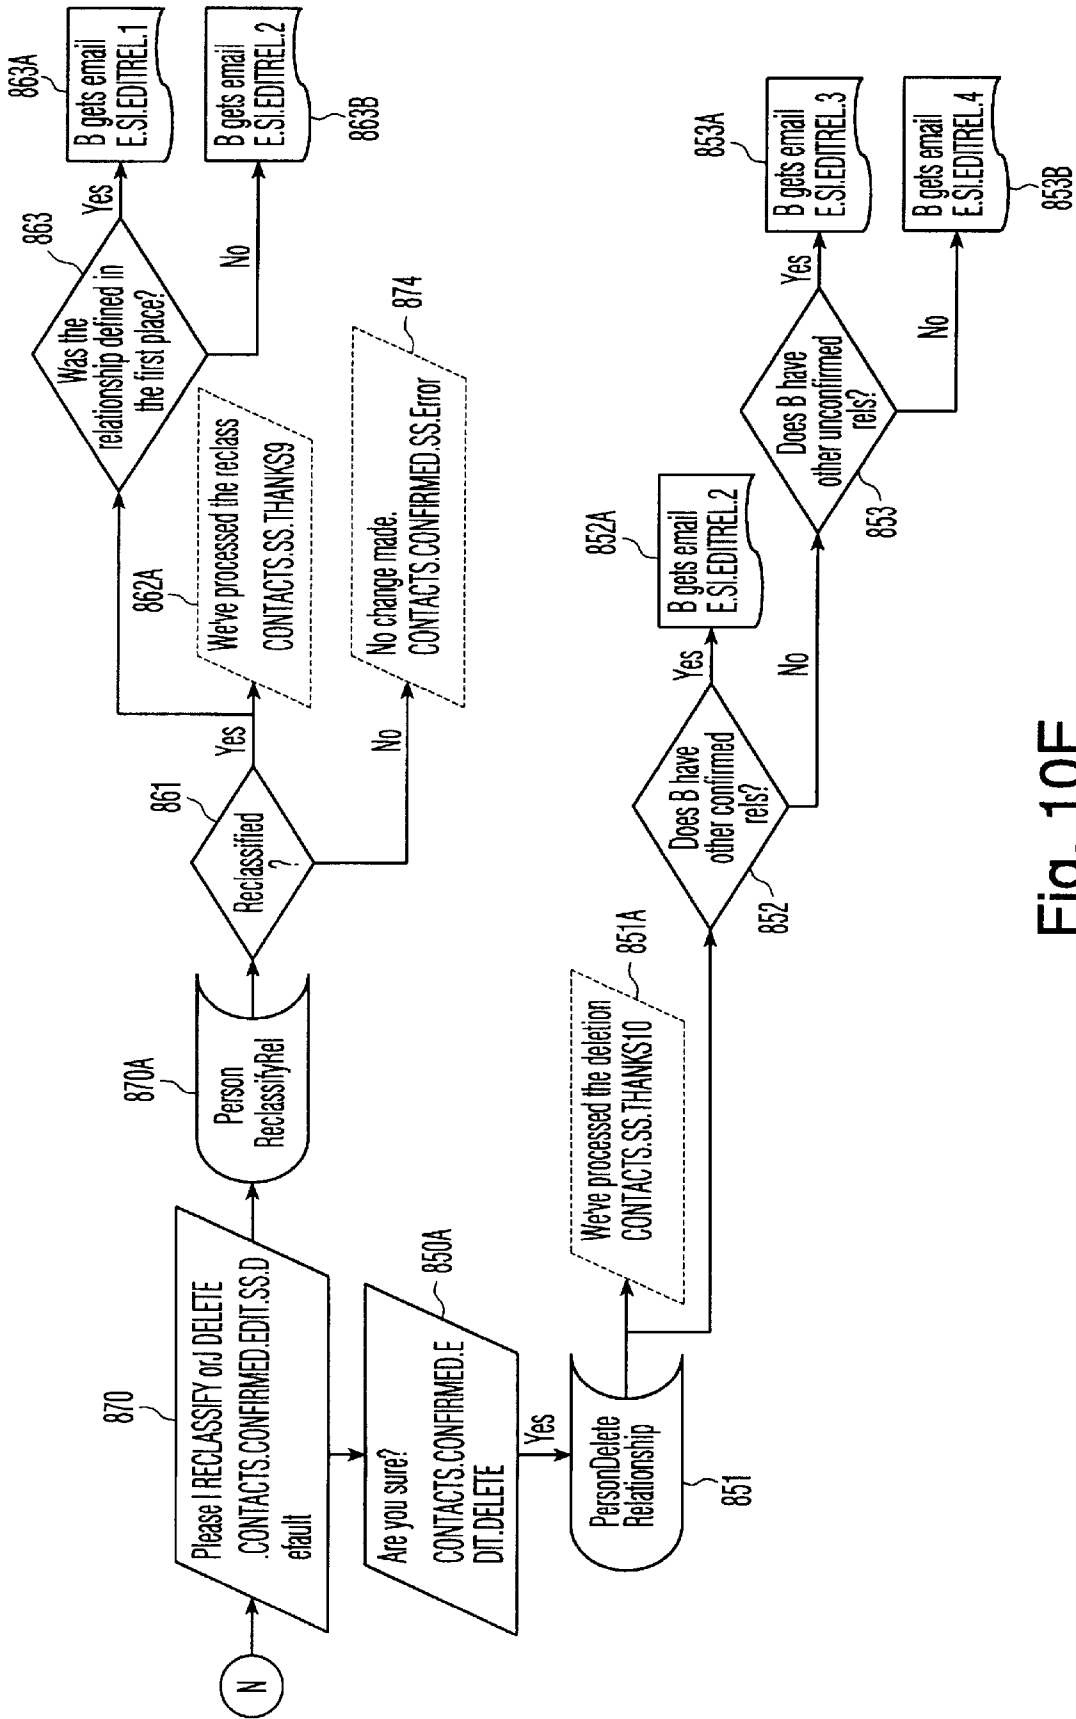 N
870
Please I RECLASSIFY orJ DELETE
.CONTACTS.CONFIRMED.EDIT.SS.D
efault
870A
Person
ReclassifyRel
861
Reclassified
?
Yes
No
862A
We've processed the reclass
CONTACTS.SS.THANKS9
874
No change made.
CONTACTS.CONFIRMED.SS.Error
863
Was the
relationship defined in
the first place?
Yes
No
863A
B gets email
E.SI.EDITREL.1
B gets email
E.SI.EDITREL.2
863B
850A
Are you sure?
CONTACTS.CONFIRMED.E
DIT.DELETE
Yes
PersonDelete
Relationship
851
851A
We've processed the deletion
CONTACTS.SS.THANKS10
Does B have
other confirmed
rels?
852
Yes
No
852A
B gets email
E.SI.EDITREL.2
Does B have
other unconfirmed
rels?
853
Yes
No
853A
B gets email
E.SI.EDITREL.3
B gets email
E.SI.EDITREL.4
853B